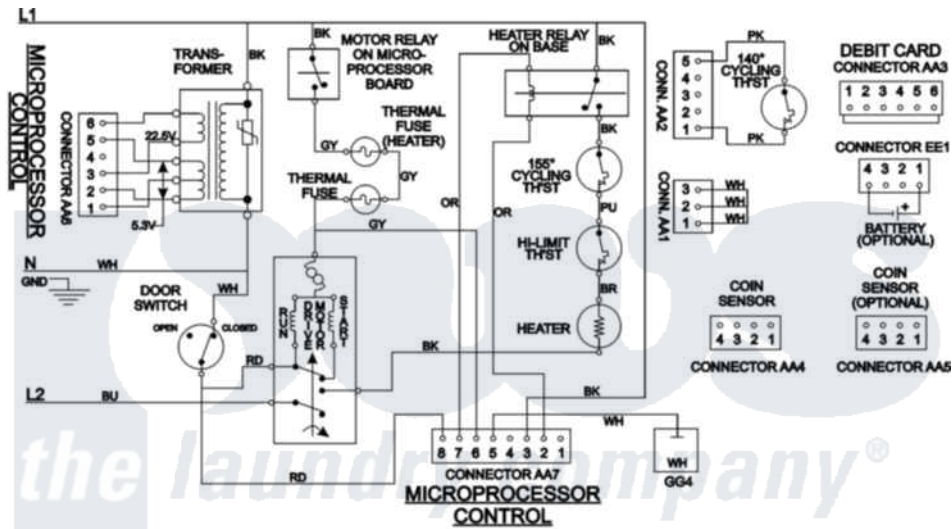 L1
MICROPROCESSOR
CONTROL
CONNECTOR AA6
6
5
4
3
2
1
22.5V
5.3V
TRANS-
FORMER
BK
BK
MOTOR RELAY
ON MICRO-
PROCESSOR
BOARD
THERMAL
FUSE
(HEATER)
GY
GY
THERMAL
FUSE
GY
HEATER RELAY
ON BASE
BK
BK
155°
CYCLING
TH'ST
PU
HI-LIMIT
TH'ST
BR
HEATER
OR
OR
BK
BK
N
WH
GND
WH
DOOR
SWITCH
OPEN
CLOSED
RD
L2
BU
RD
RUN
DRIVE
MOTOR
START
8 7 6 5 4 3 2 1
CONNECTOR AA7
MICROPROCESSOR
CONTROL
WH
WH
GG4
CONN. AA2
5
4
3
2
1
PK
140°
CYCLING
TH'ST
PK
CONN. AA1
3
2
1
WH
WH
WH
DEBIT CARD
CONNECTOR AA3
1 2 3 4 5 6
CONNECTOR EE1
4 3 2 1
+
BATTERY
(OPTIONAL)
COIN
SENSOR
4 3 2 1
CONNECTOR AA4
COIN
SENSOR
(OPTIONAL)
4 3 2 1
CONNECTOR AA5
the laundry company®